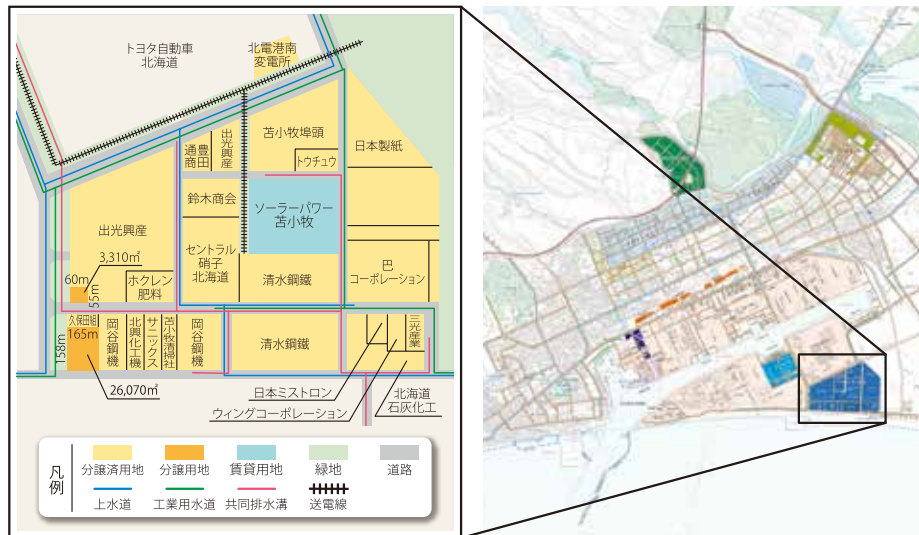 トヨタ自動車
北海道
北電港南
変電所
苫小牧埠頭
トウチュウ
日本製紙
通商
豊田
出光興産
鈴木商会
ソーラーパワー
苫小牧
出光興産
セントラル
硝子
北海道
清水鋼鐵
巴
コーポレーション
3,310㎡
60m
55m
ホクレン
肥料
久保田組
165m
158m
岡谷鋼機
北興化工機
サニックス
苫小牧清掃社
岡谷鋼機
清水鋼鐵
三光産業
26,070㎡
日本ミストロン
ウィングコーポレーション
北海道
石灰化工
凡例
分譲済用地
分譲用地
賃貸用地
緑地
道路
上水道
工業用水道
共同排水溝
送電線